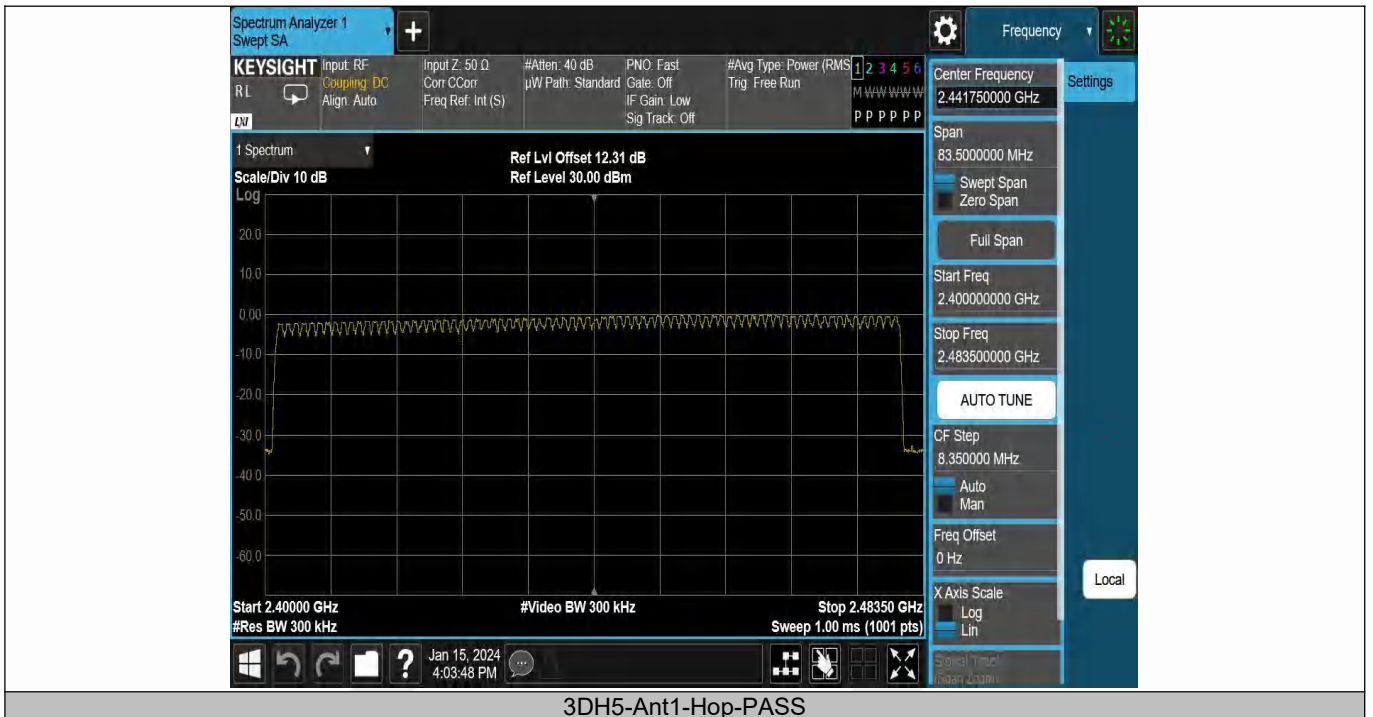 Spectrum Analyzer 1
Swept SA
Frequency
KEYSIGHT
RL
LXI
Input: RF
Coupling: DC
Align: Auto
Input Z: 50 Ω
Corr CCorr
Freq Ref: Int (S)
#Atten: 40 dB
µW Path: Standard
PNO: Fast
Gate: Off
IF Gain: Low
Sig Track: Off
#Avg Type: Power (RMS
Trig: Free Run
1 2 3 4 5 6
M W W W W W
P P P P P P
1 Spectrum
Scale/Div 10 dB
Ref Lvl Offset 12.31 dB
Ref Level 30.00 dBm
Log
20.0
10.0
0.00
-10.0
-20.0
-30.0
-40.0
-50.0
-60.0
Start 2.40000 GHz
#Video BW 300 kHz
Stop 2.48350 GHz
#Res BW 300 kHz
Sweep 1.00 ms (1001 pts)
Center Frequency
2.441750000 GHz
Settings
Span
83.5000000 MHz
Swept Span
Zero Span
Full Span
Start Freq
2.400000000 GHz
Stop Freq
2.483500000 GHz
AUTO TUNE
CF Step
8.350000 MHz
Auto
Man
Freq Offset
0 Hz
X Axis Scale
Log
Lin
Signal Track
(Span Zoom)
Local
?
Jan 15, 2024
4:03:48 PM
3DH5-Ant1-Hop-PASS